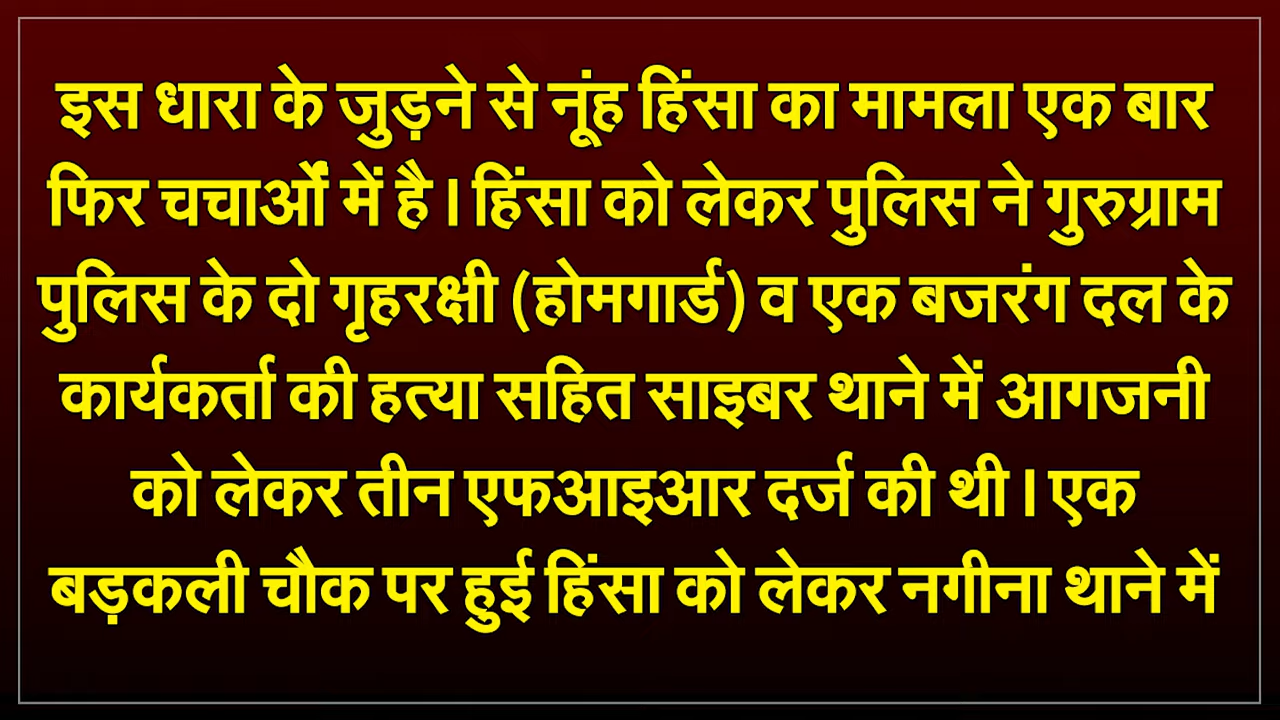 इस धारा के जुड़ने से नूंह हिंसा का मामला एक बार
फिर चचाओं में है । हिंसा को लेकर पुलिस ने गुरुग्राम
पुलिस के दो गृहरक्षी (होमगार्ड) व एक बजरंग दल के
कार्यकर्ता की हत्या सहित साइबर थाने में आगजनी
को लेकर तीन एफआइआर दर्ज की थी । एक
बड़कली चौक पर हुई हिंसा को लेकर नगीना थाने में